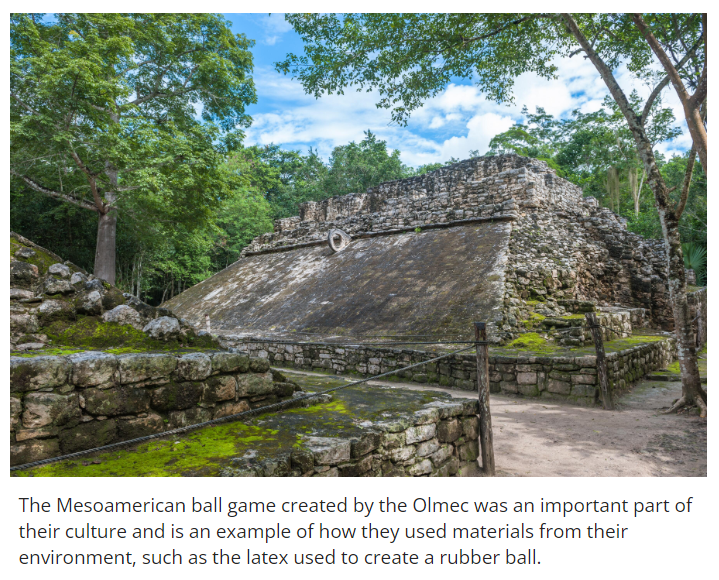 The Mesoamerican ball game created by the Olmec was an important part of
their culture and is an example of how they used materials from their
environment, such as the latex used to create a rubber ball.